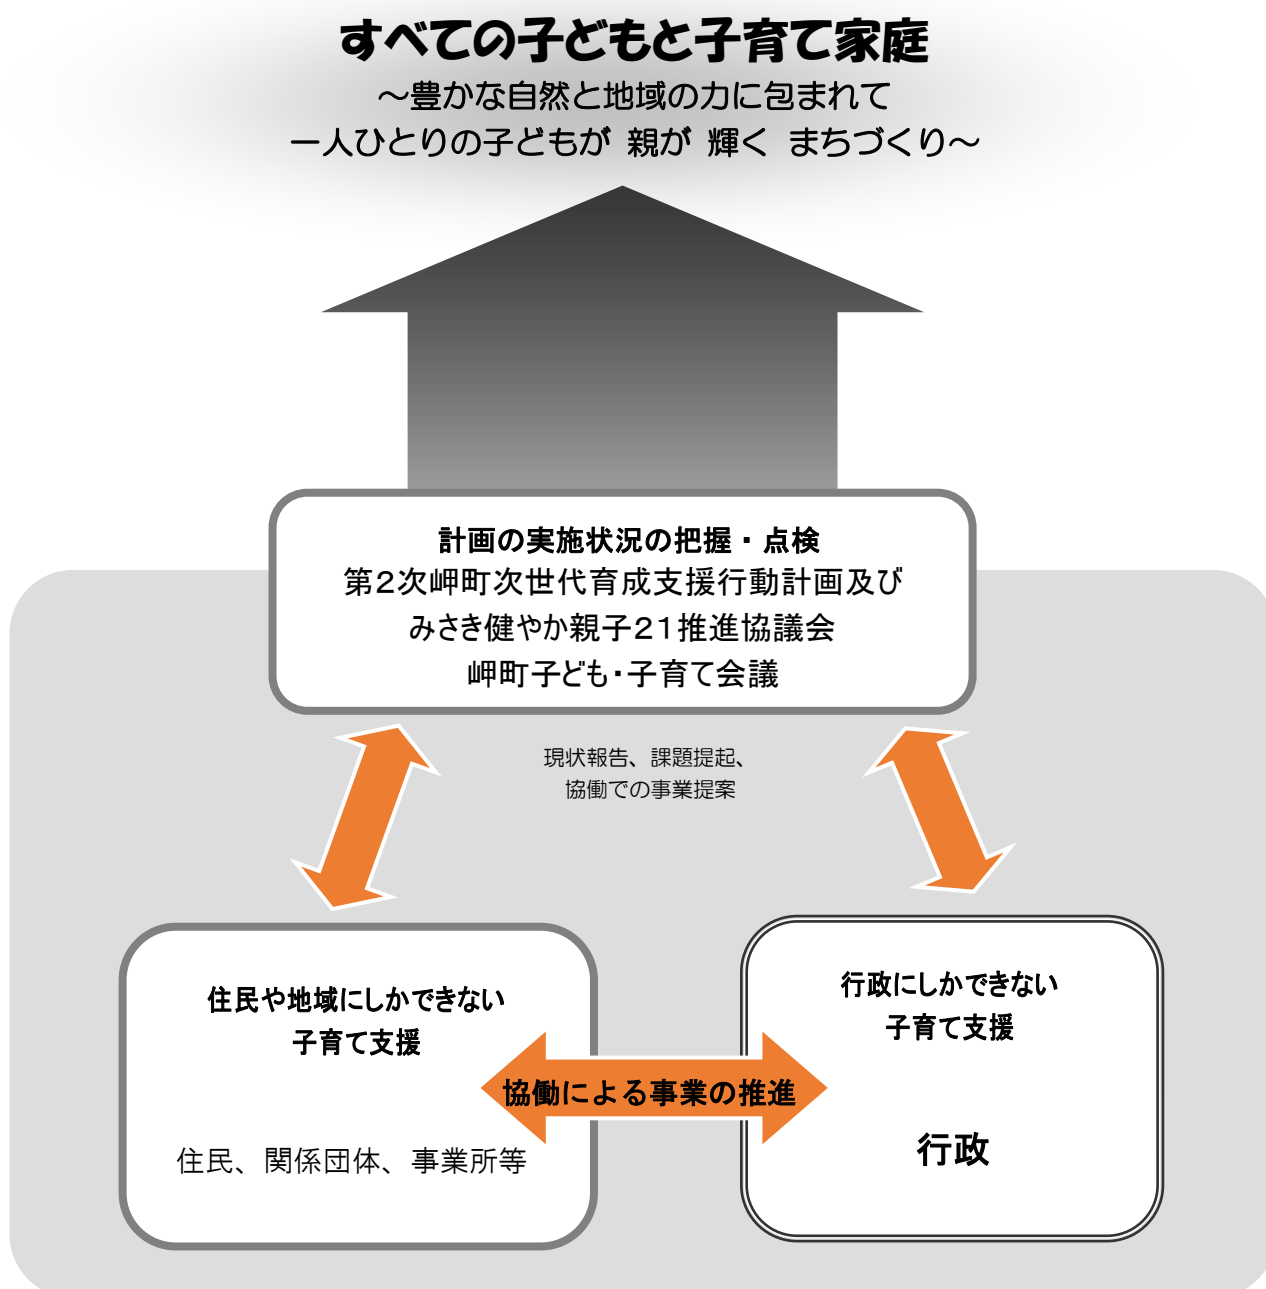 すべての子どもと子育て家庭
～豊かな自然と地域の力に包まれて
一人ひとりの子どもが 親が 輝く まちづくり～
計画の実施状況の把握・点検
第２次岬町次世代育成支援行動計画及び
みさき健やか親子２１推進協議会
岬町子ども・子育て会議
現状報告、課題提起、
協働での事業提案
住民や地域にしかできない
子育て支援
住民、関係団体、事業所等
協働による事業の推進
行政にしかできない
子育て支援
行政